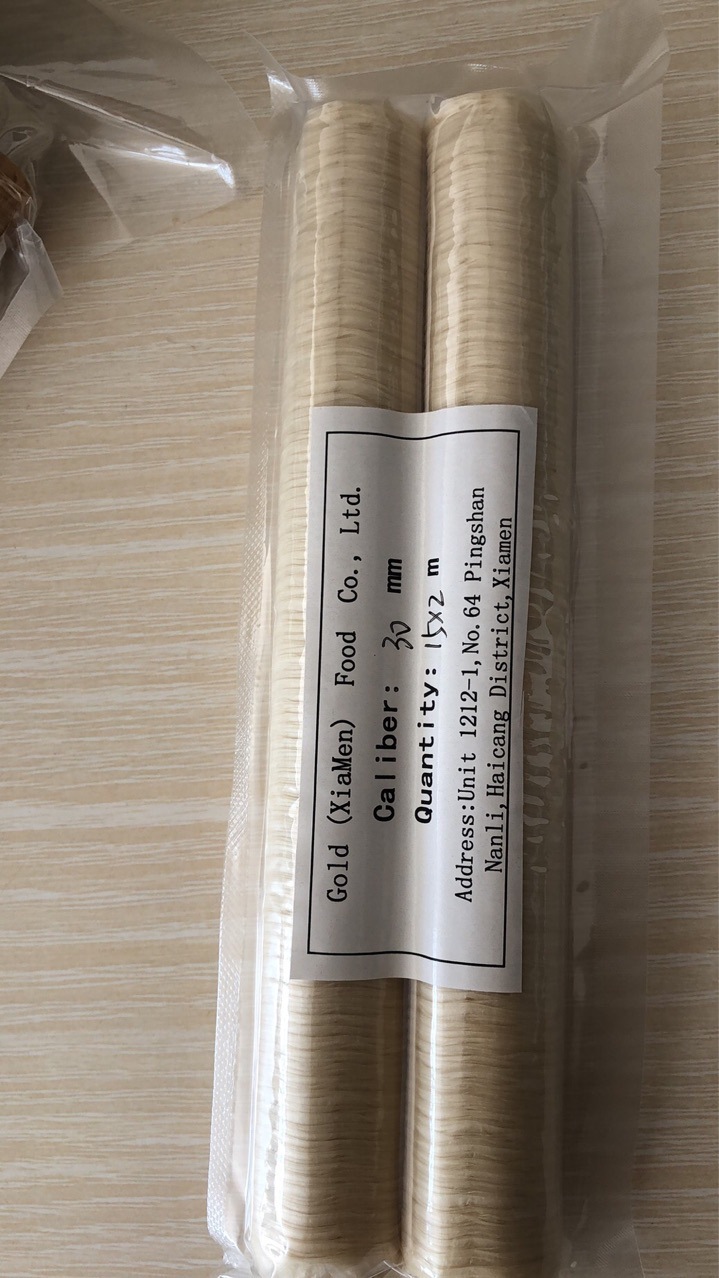 Gold (XiaMen) Food Co., Ltd.
Caliber: 30 mm
Quantity: 15x2 m
Address:Unit 1212-1,No.64 Pingshan
Nanli,Haicang District,Xiamen